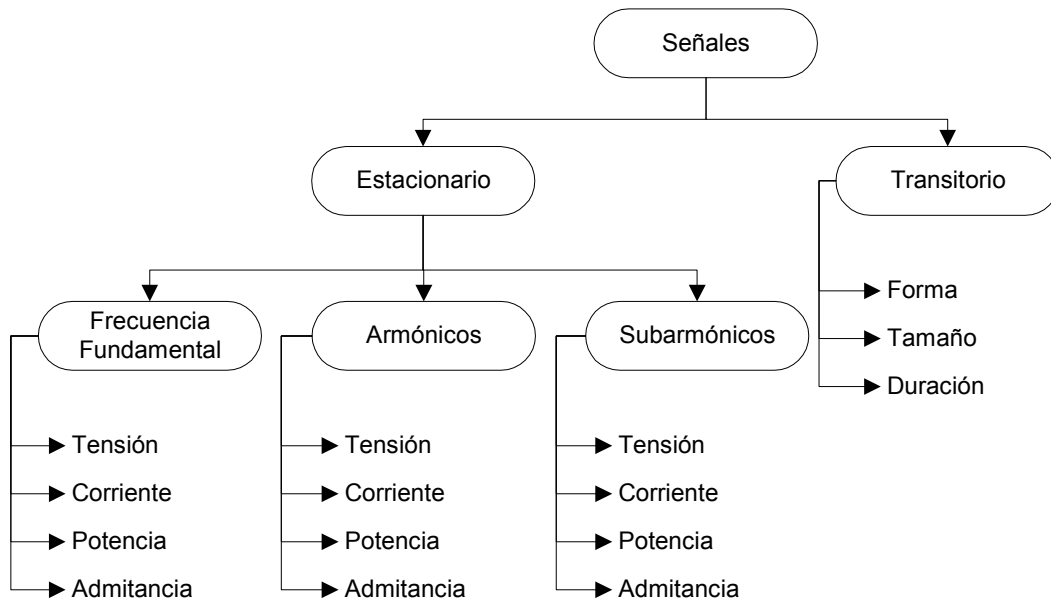 Señales
Estacionario
Transitorio
Frecuencia
Fundamental
Armónicos
Subarmónicos
Forma
Tamaño
Duración
Tensión
Corriente
Potencia
Admitancia
Tensión
Corriente
Potencia
Admitancia
Tensión
Corriente
Potencia
Admitancia